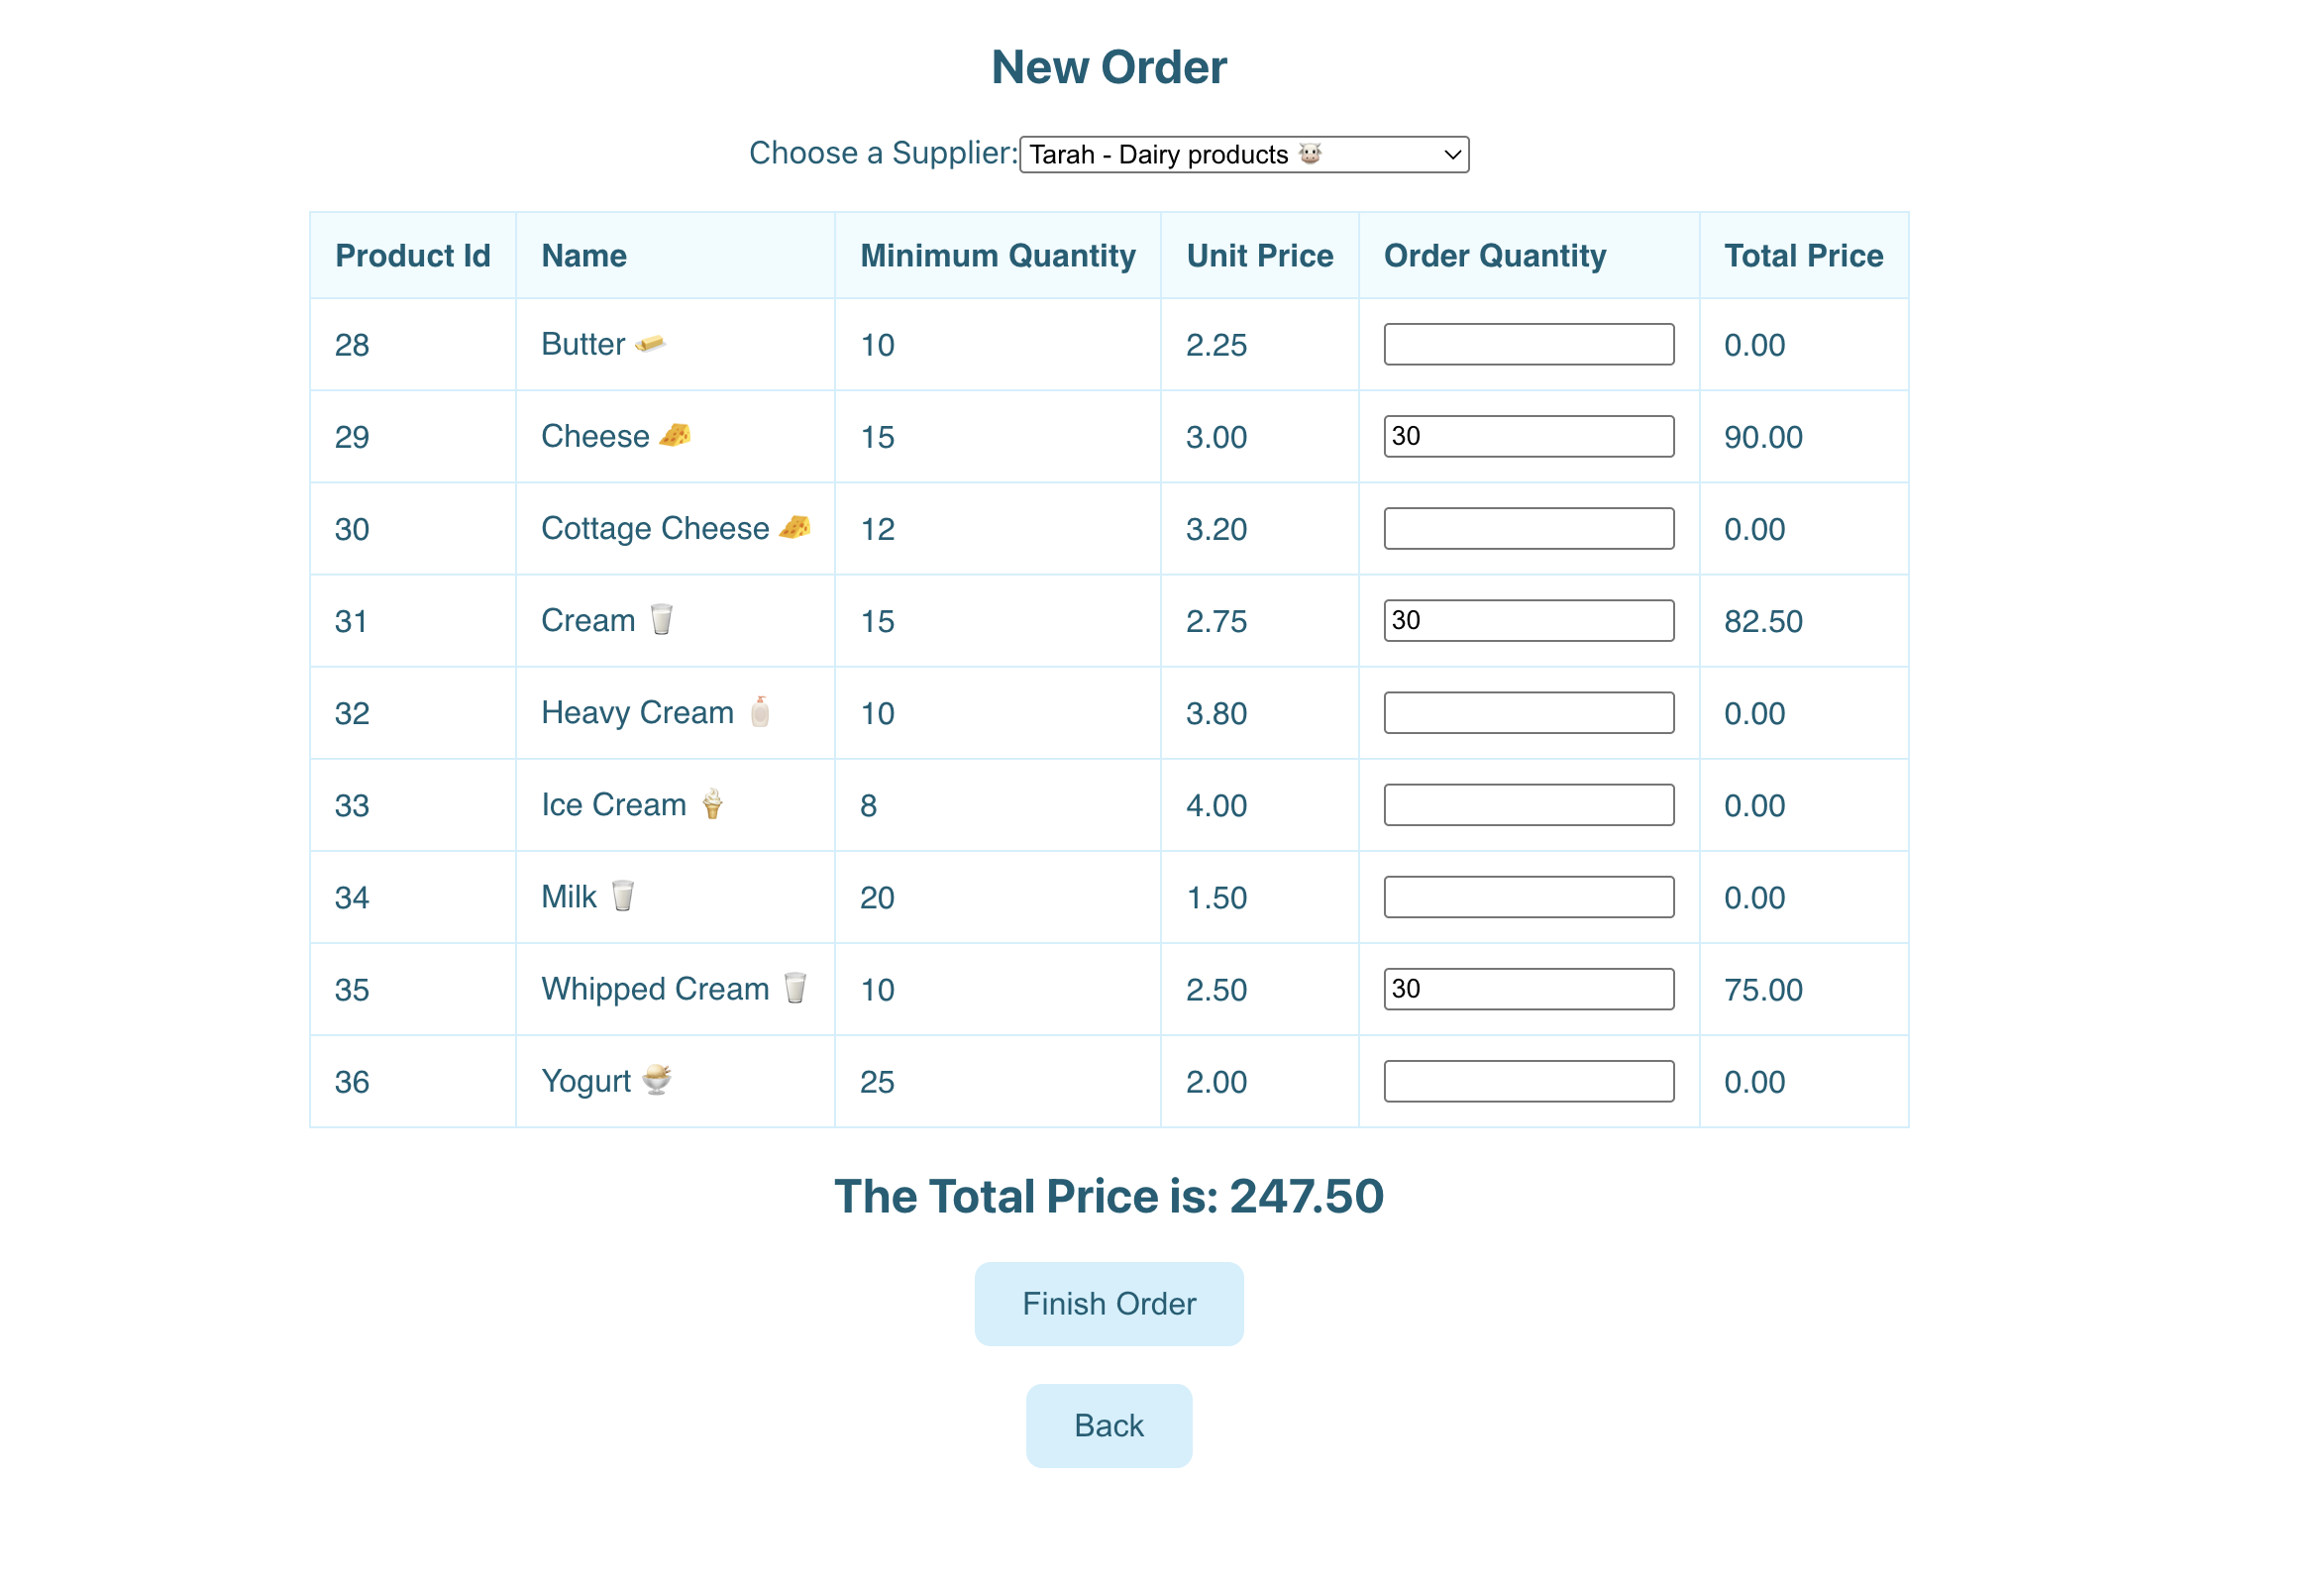 New Order
Choose a Supplier: Tarah - Dairy products 🐮
Product Id Name Minimum Quantity Unit Price Order Quantity Total Price
28 Butter 🧈 10 2.25 0.00
29 Cheese 🧀 15 3.00 30 90.00
30 Cottage Cheese 🧀 12 3.20 0.00
31 Cream 🥛 15 2.75 30 82.50
32 Heavy Cream 🧴 10 3.80 0.00
33 Ice Cream 🍦 8 4.00 0.00
34 Milk 🥛 20 1.50 0.00
35 Whipped Cream 🥛 10 2.50 30 75.00
36 Yogurt 🍨 25 2.00 0.00
The Total Price is: 247.50
Finish Order
Back